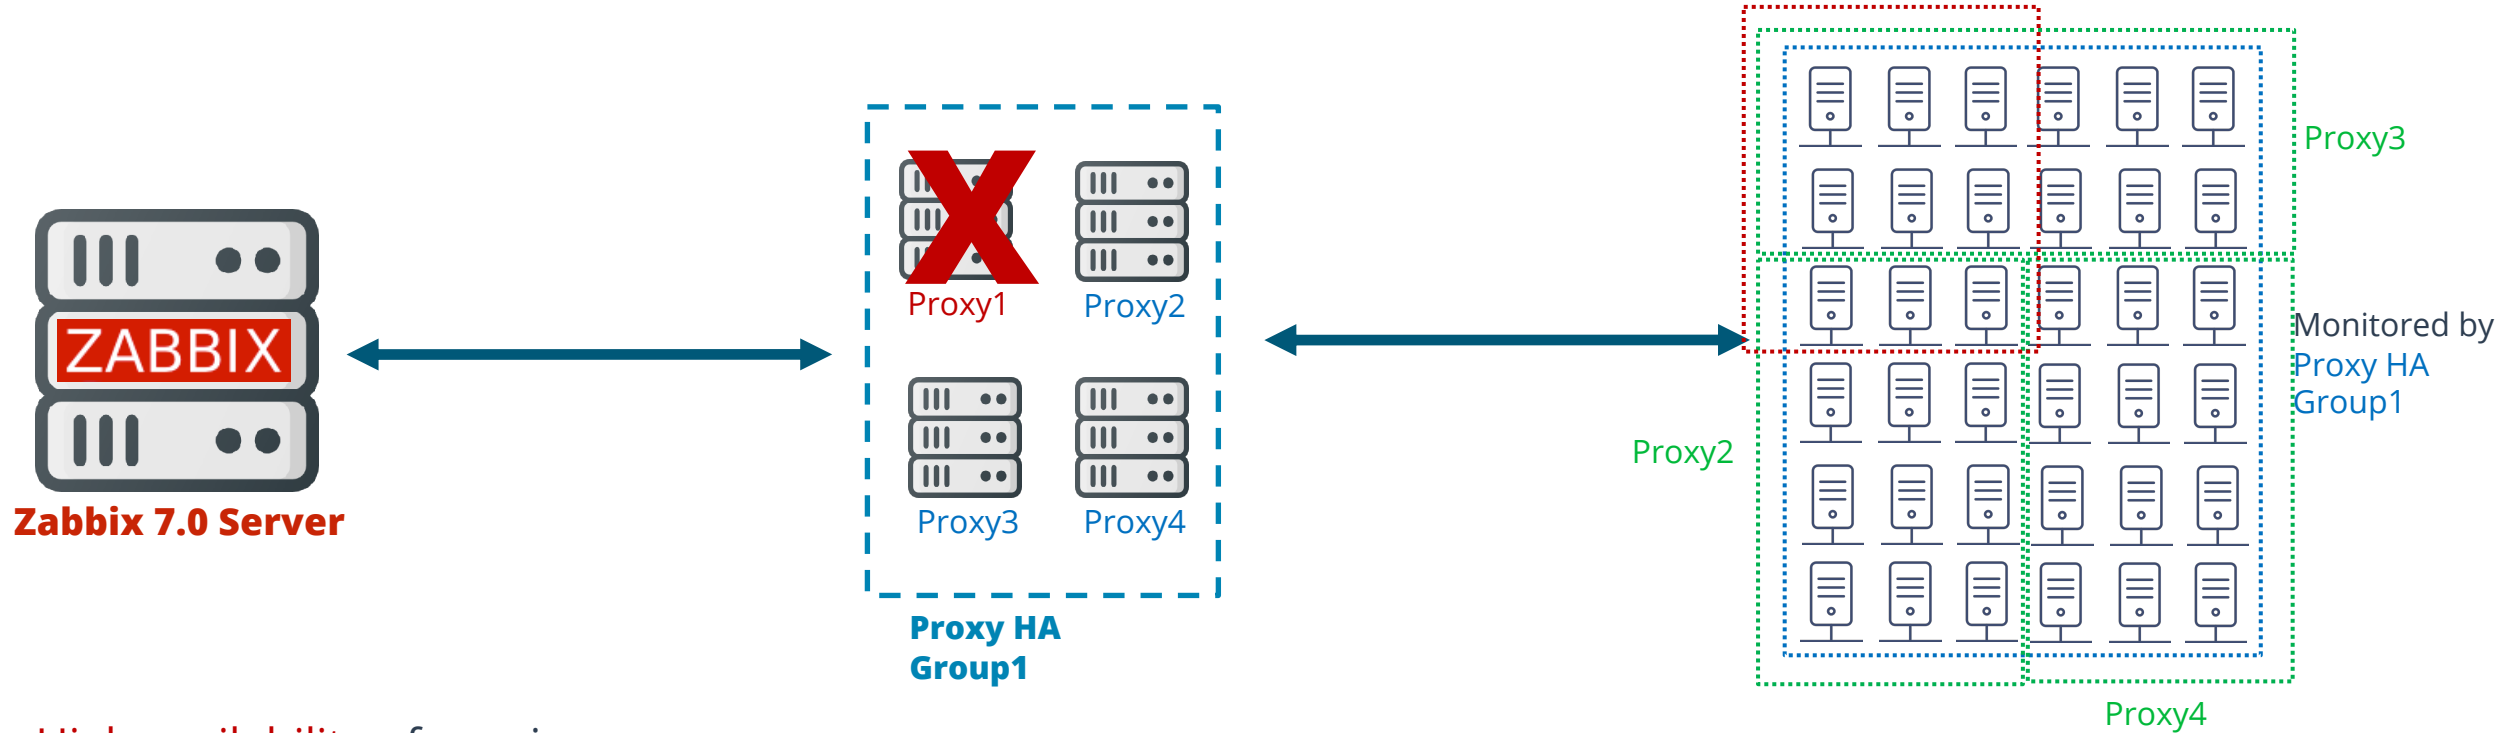 ZABBIX
Zabbix 7.0 Server
Proxy1
Proxy2
Proxy3
Proxy4
Proxy HA
Group1
Proxy3
Monitored by
Proxy HA
Group1
Proxy2
Proxy4